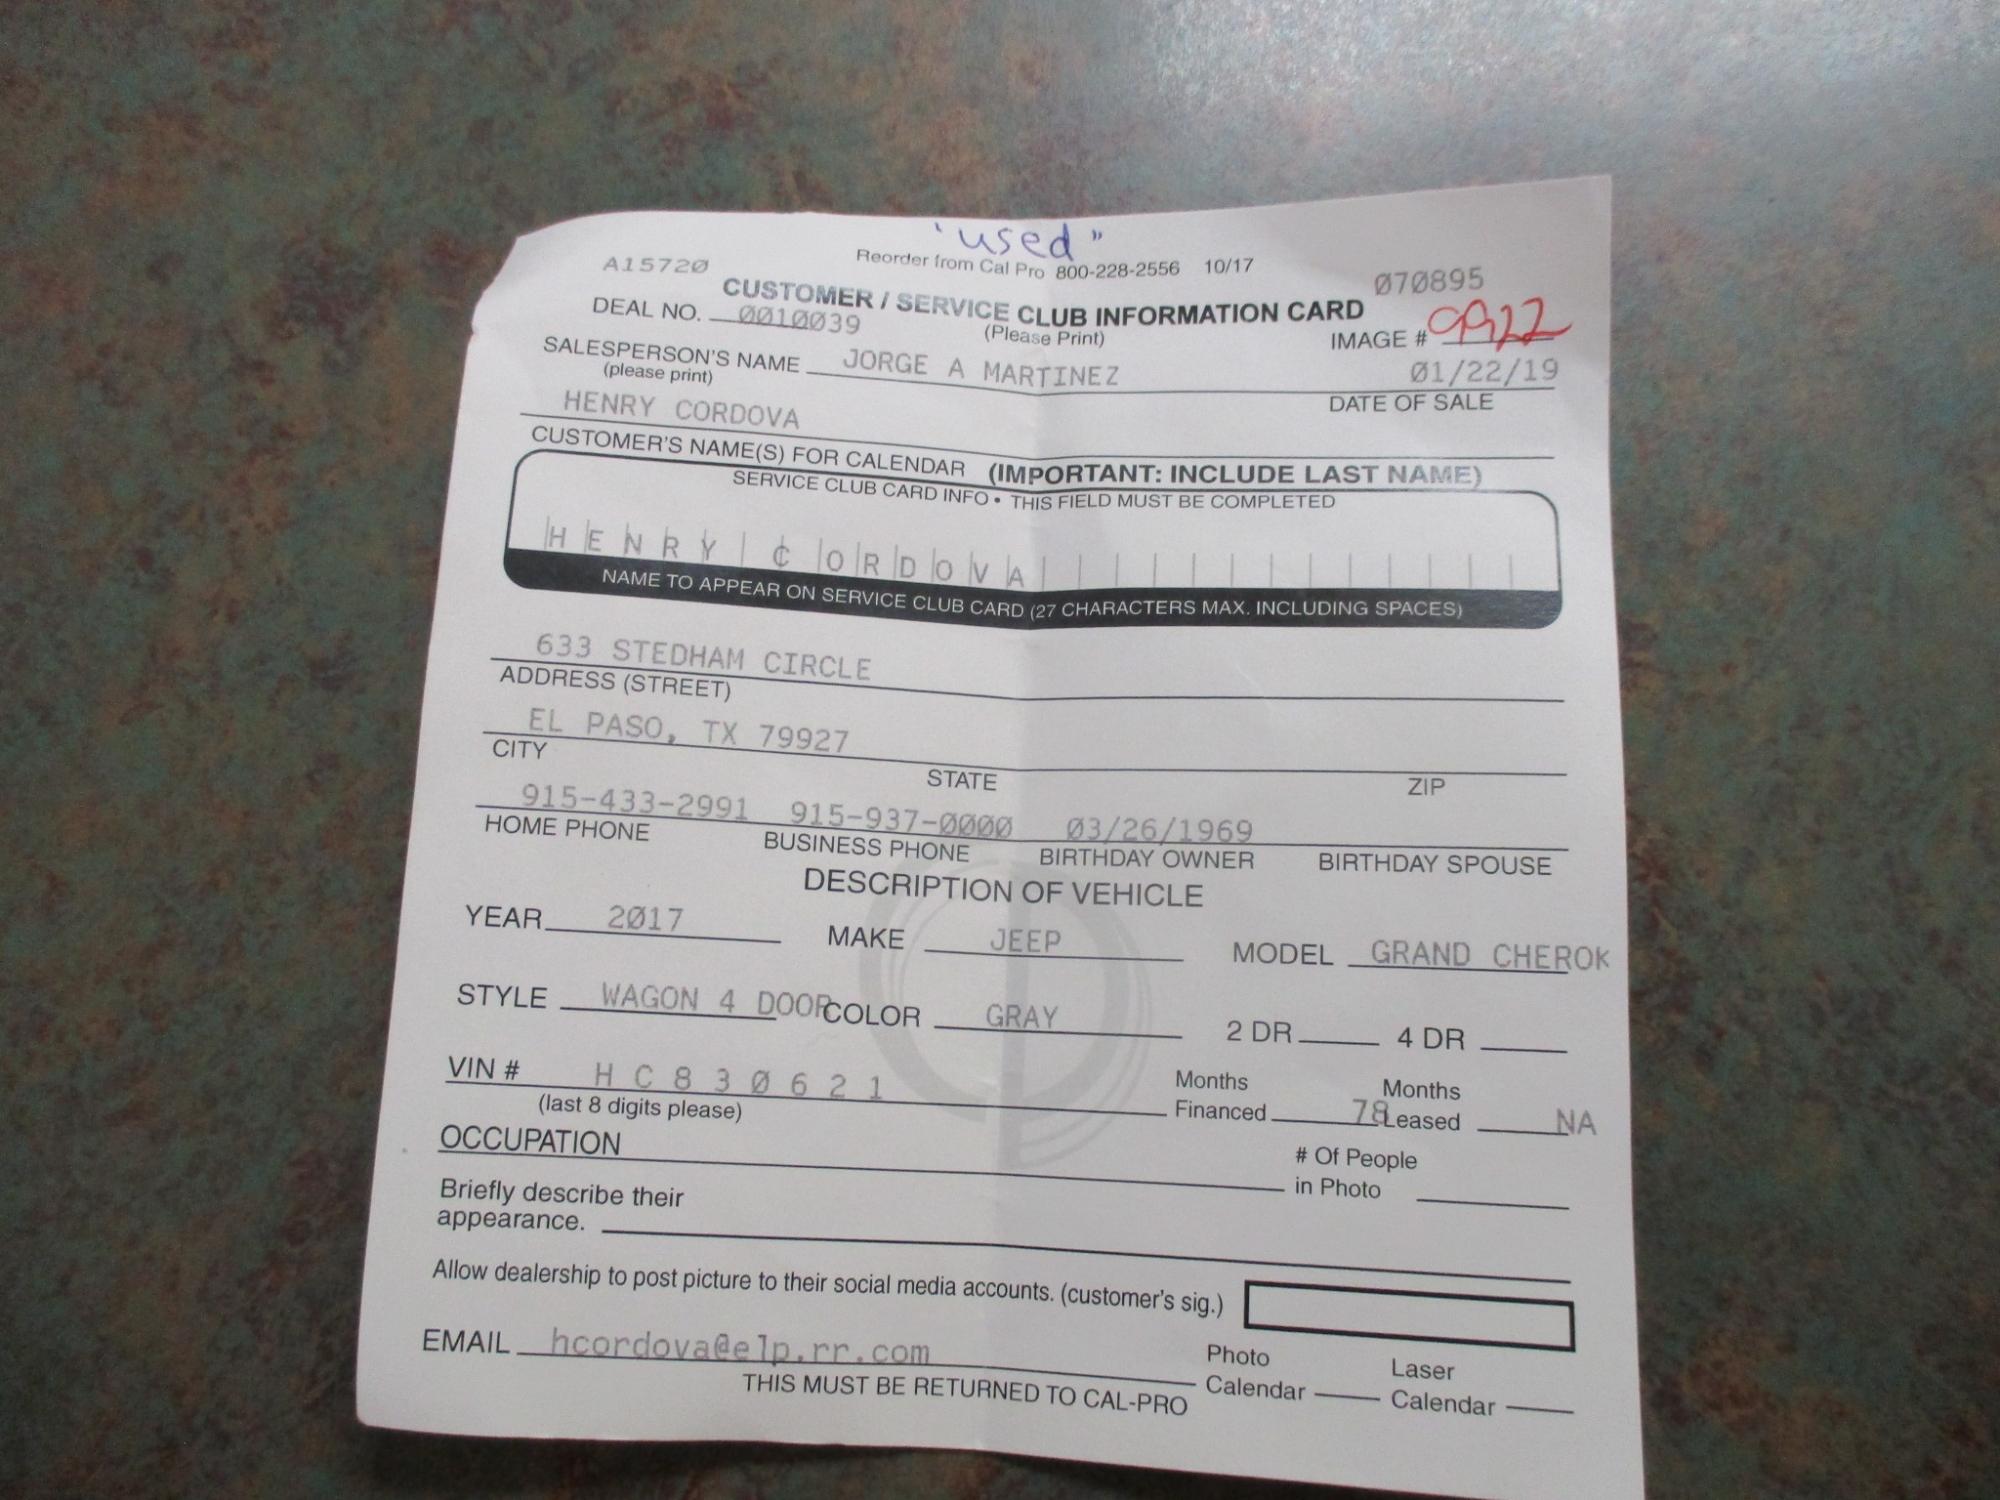 "used"
A15720
Reorder from Cal Pro 800-228-2556 10/17
070895
CUSTOMER / SERVICE CLUB INFORMATION CARD
DEAL NO. 0010039
(Please Print)
IMAGE #
SALESPERSON'S NAME JORGE A MARTINEZ
(please print)
01/22/19
DATE OF SALE
HENRY CORDOVA
CUSTOMER'S NAME(S) FOR CALENDAR (IMPORTANT: INCLUDE LAST NAME)
SERVICE CLUB CARD INFO • THIS FIELD MUST BE COMPLETED
HENRY CORDOVA
NAME TO APPEAR ON SERVICE CLUB CARD (27 CHARACTERS MAX. INCLUDING SPACES)
633 STEDHAM CIRCLE
ADDRESS (STREET)
EL PASO, TX 79927
CITY STATE ZIP
915-433-2991 915-937-0000 03/26/1969
HOME PHONE BUSINESS PHONE BIRTHDAY OWNER BIRTHDAY SPOUSE
DESCRIPTION OF VEHICLE
YEAR 2017 MAKE JEEP MODEL GRAND CHEROK
STYLE WAGON 4 DOOR COLOR GRAY 2 DR 4 DR
VIN # H C 8 3 0 6 2 1
(last 8 digits please)
Months Financed 78 Months Leased NA
OCCUPATION
# Of People
in Photo
Briefly describe their
appearance.
Allow dealership to post picture to their social media accounts. (customer's sig.)
EMAIL hcordova@elp.rr.com
Photo Calendar Laser Calendar
THIS MUST BE RETURNED TO CAL-PRO